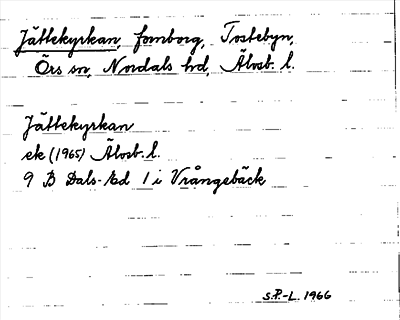 Jättekyrkan, fornborg, Tostebyn,
Örs sn, Nordals hd, Älvsb. l.
Jättekyrkan
ek (1965) Älvsb. l.
9 B Dals-Ed 1 i Vrångebäck
S.P.-L. 1966